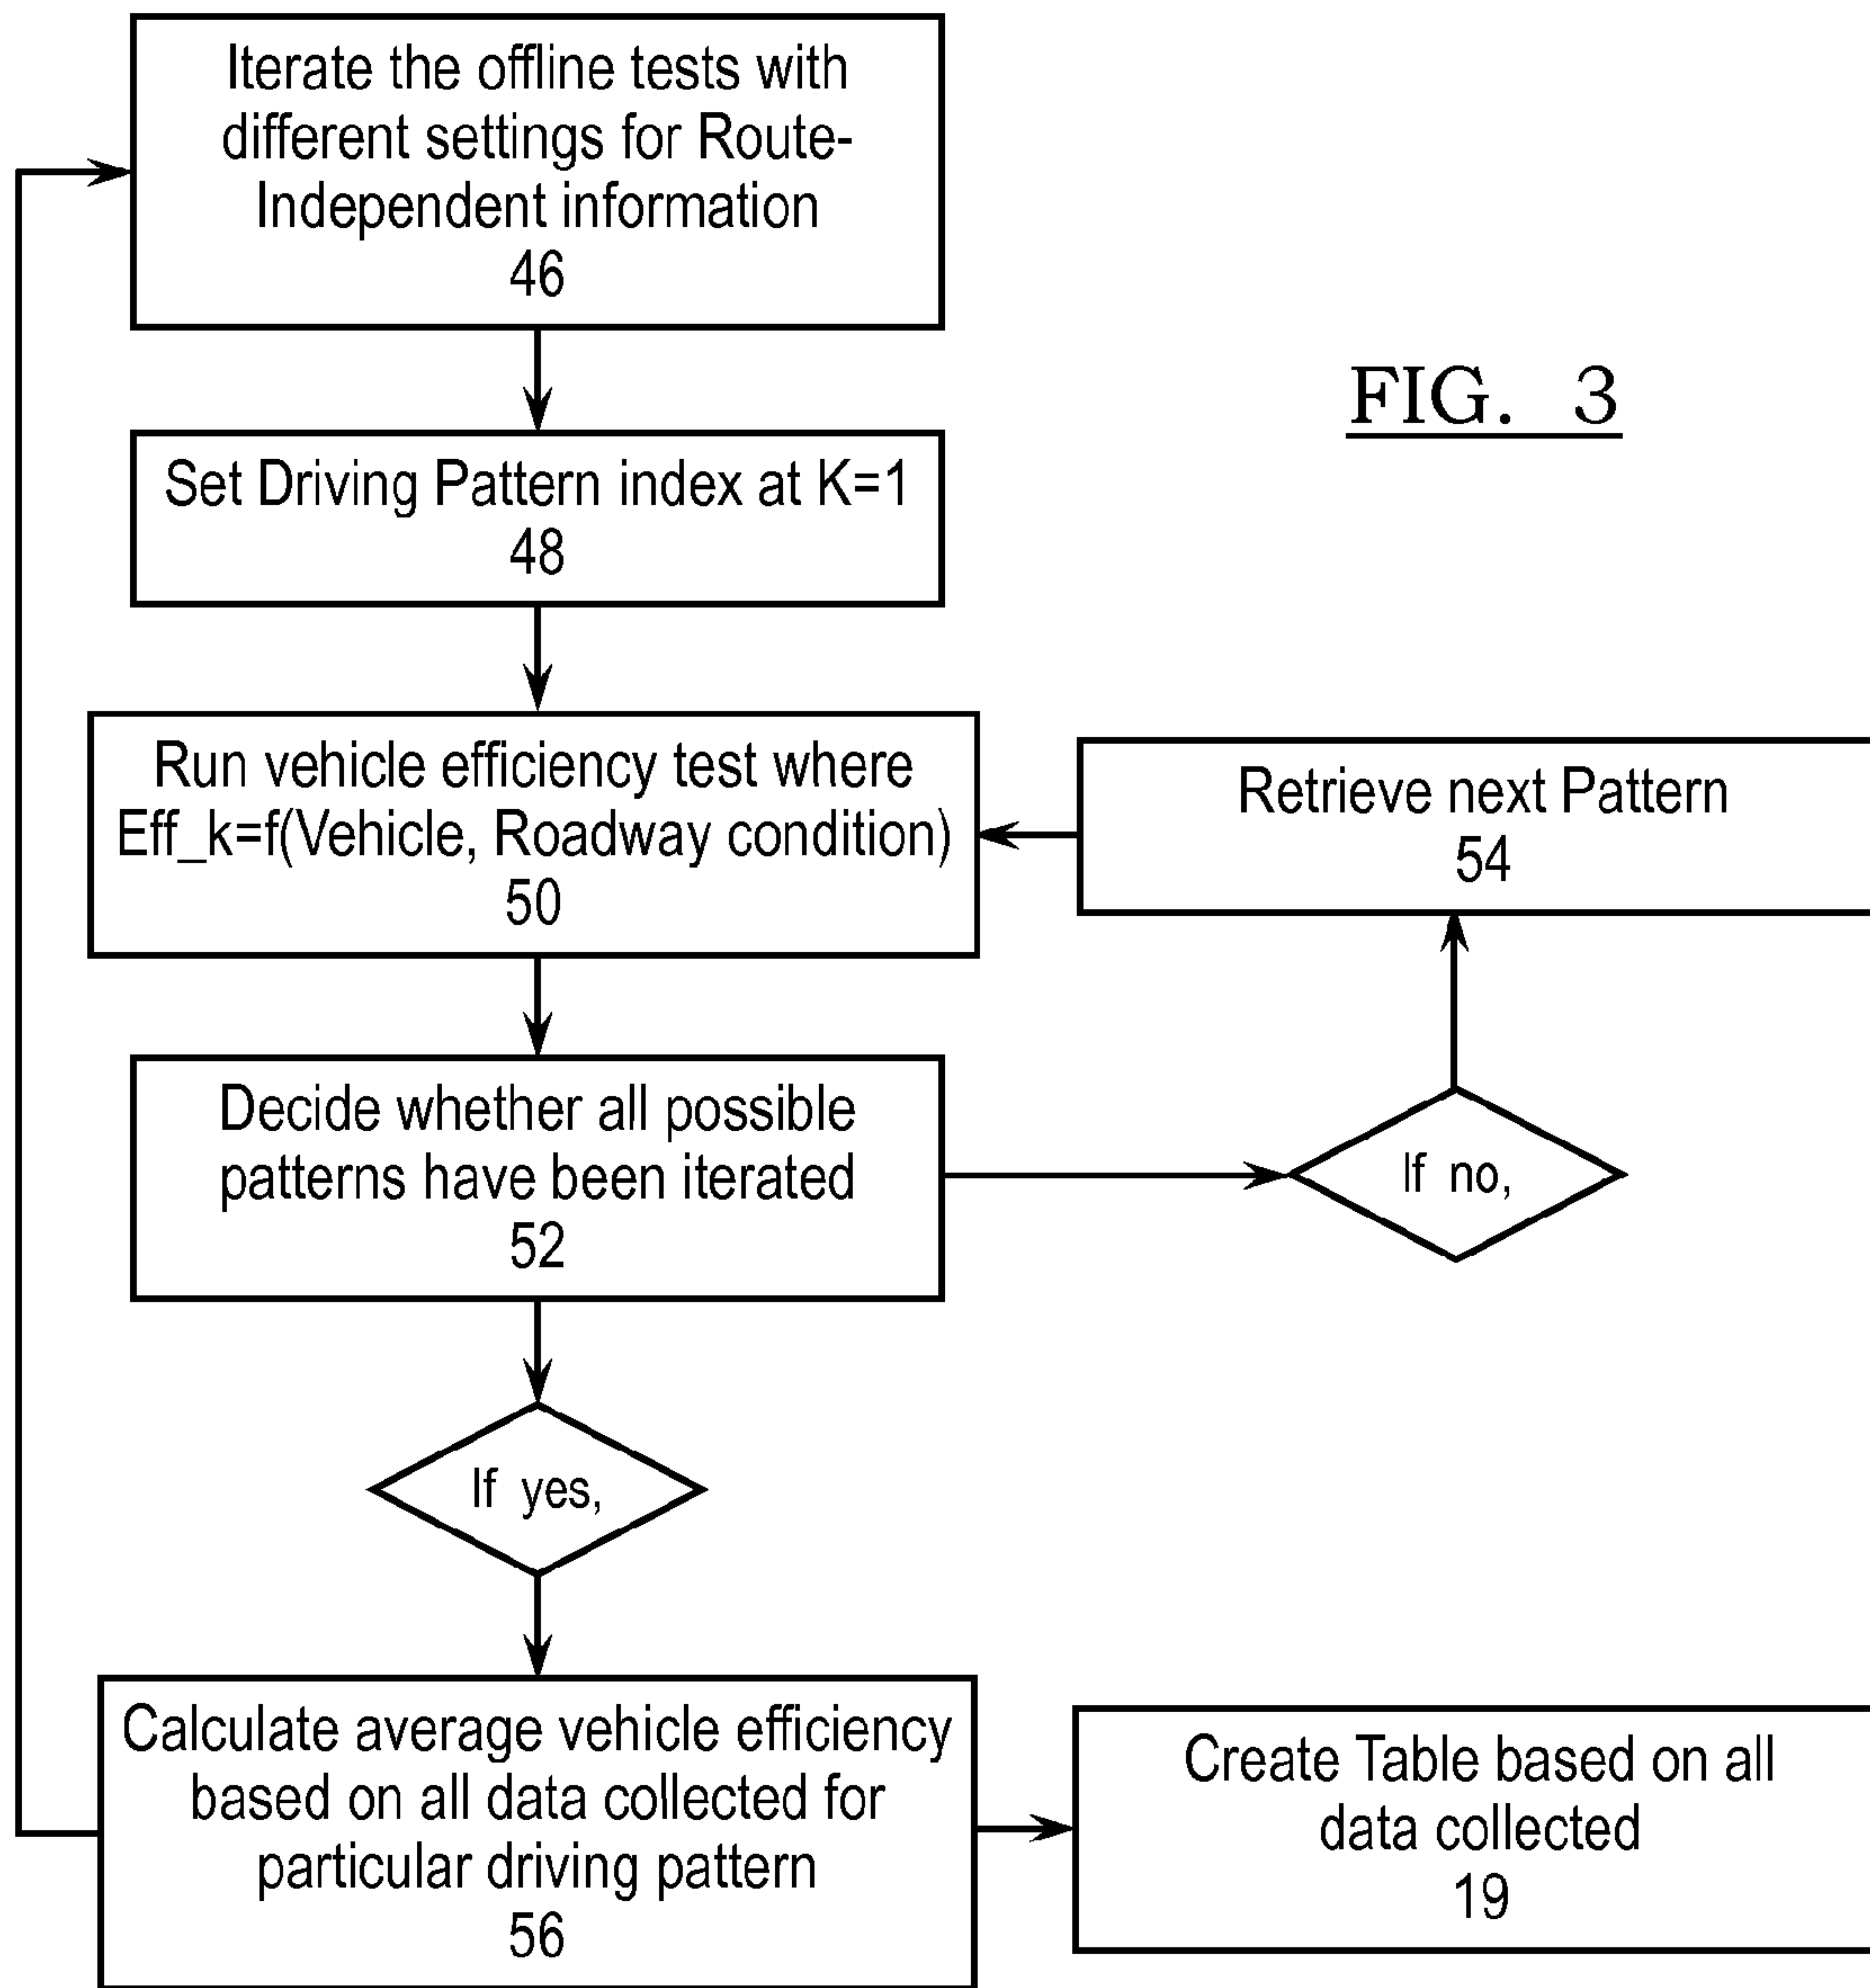 Iterate the offline tests with
different settings for Route-
Independent information
46
FIG. 3
Set Driving Pattern index at K=1
48
Run vehicle efficiency test where
Eff_k=f(Vehicle, Roadway condition)
50
Retrieve next Pattern
54
Decide whether all possible
patterns have been iterated
52
If no,
If yes,
Calculate average vehicle efficiency
based on all data collected for
particular driving pattern
56
Create Table based on all
data collected
19